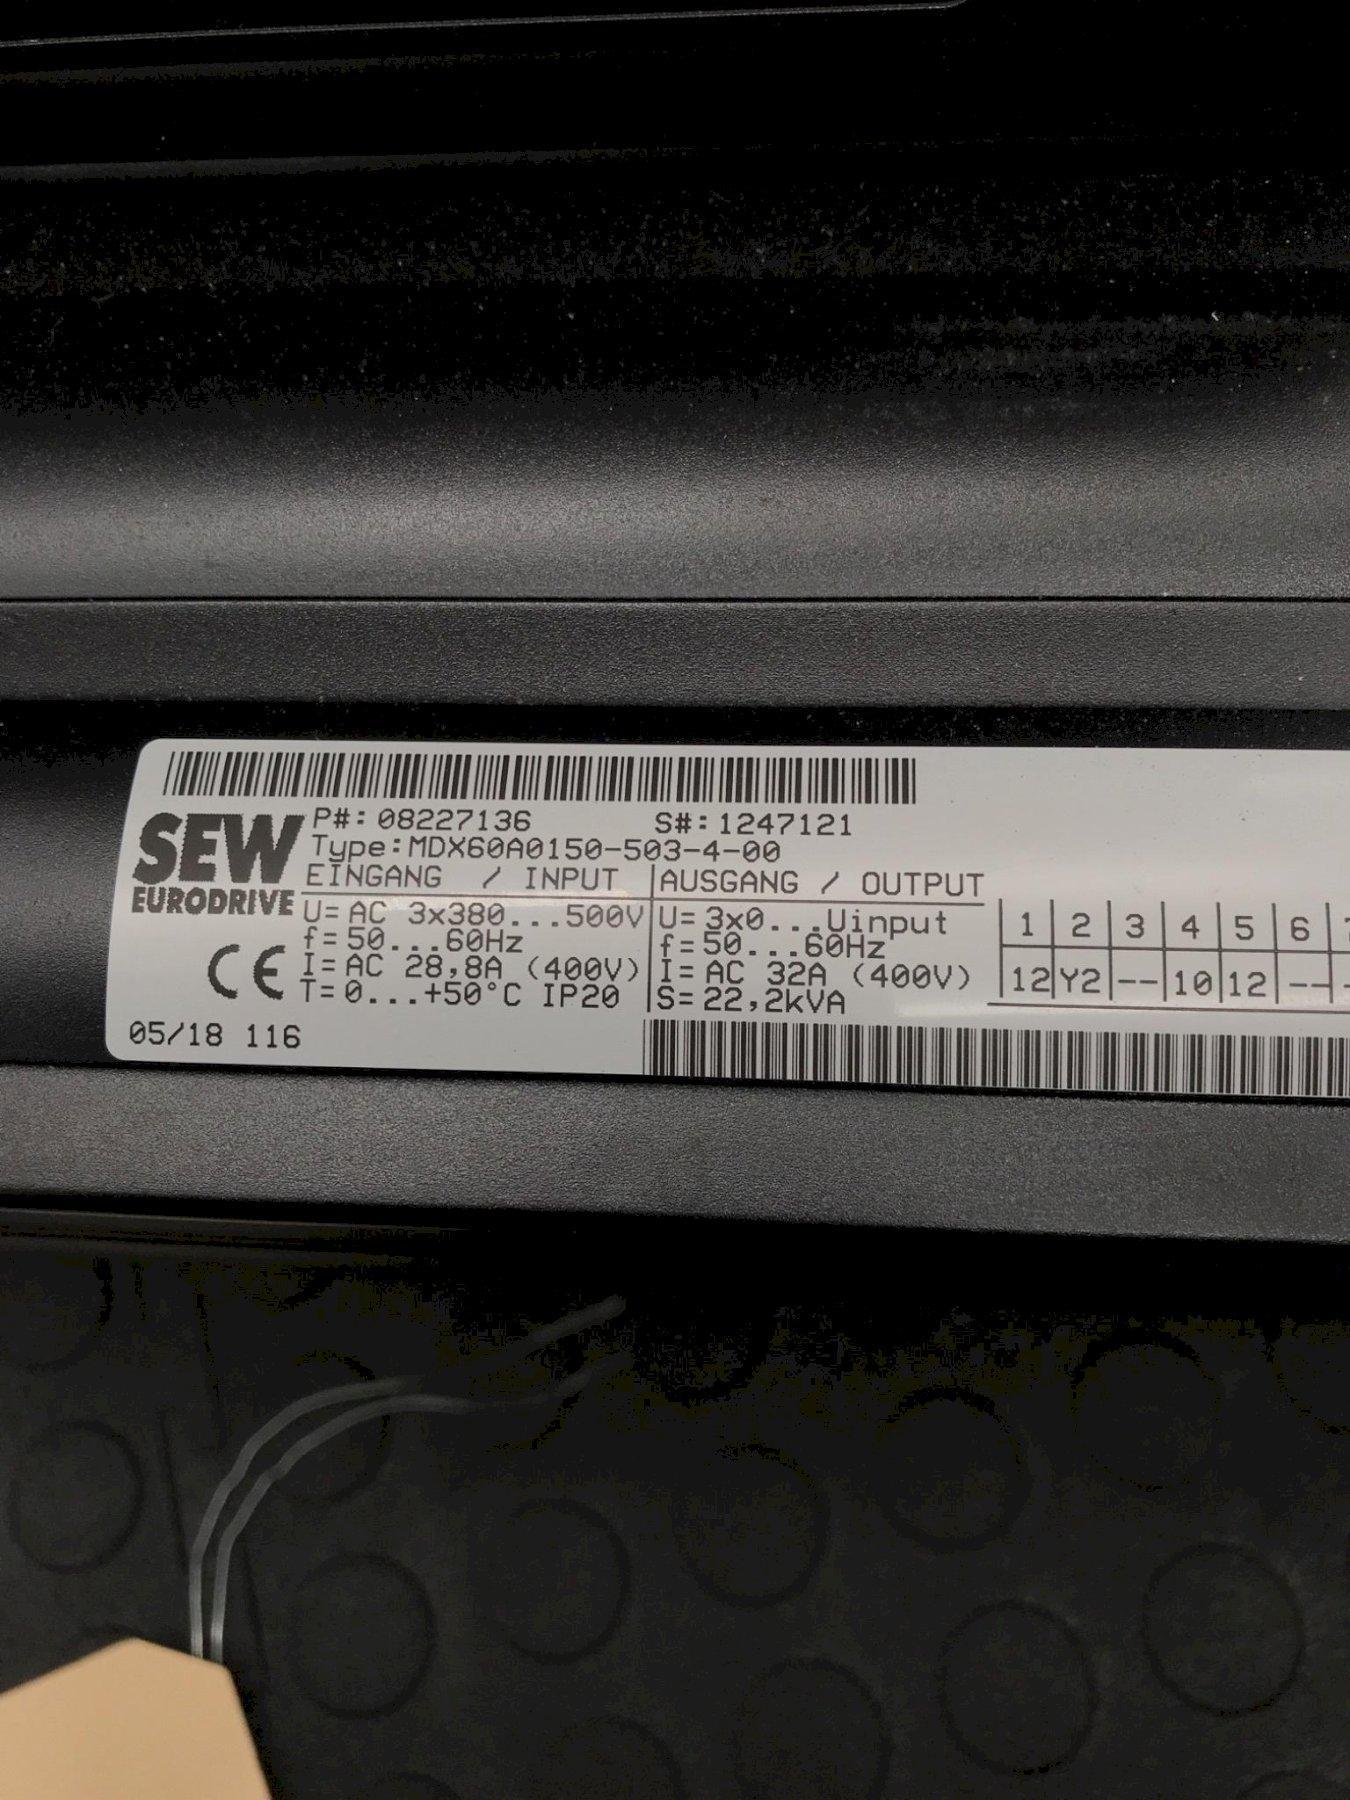 P#: 08227136 S#: 1247121
SEW
EURODRIVE
Type: MDX60A0150-503-4-00
EINGANG / INPUT AUSGANG / OUTPUT
U= AC 3x380...500V U= 3x0...Uinput
f= 50...60Hz f= 50...60Hz
I= AC 28,8A (400V) I= AC 32A (400V)
T= 0...+50°C IP20 S= 22,2kVA
1 2 3 4 5 6
12 Y2 -- 10 12 --
CE
05/18 116